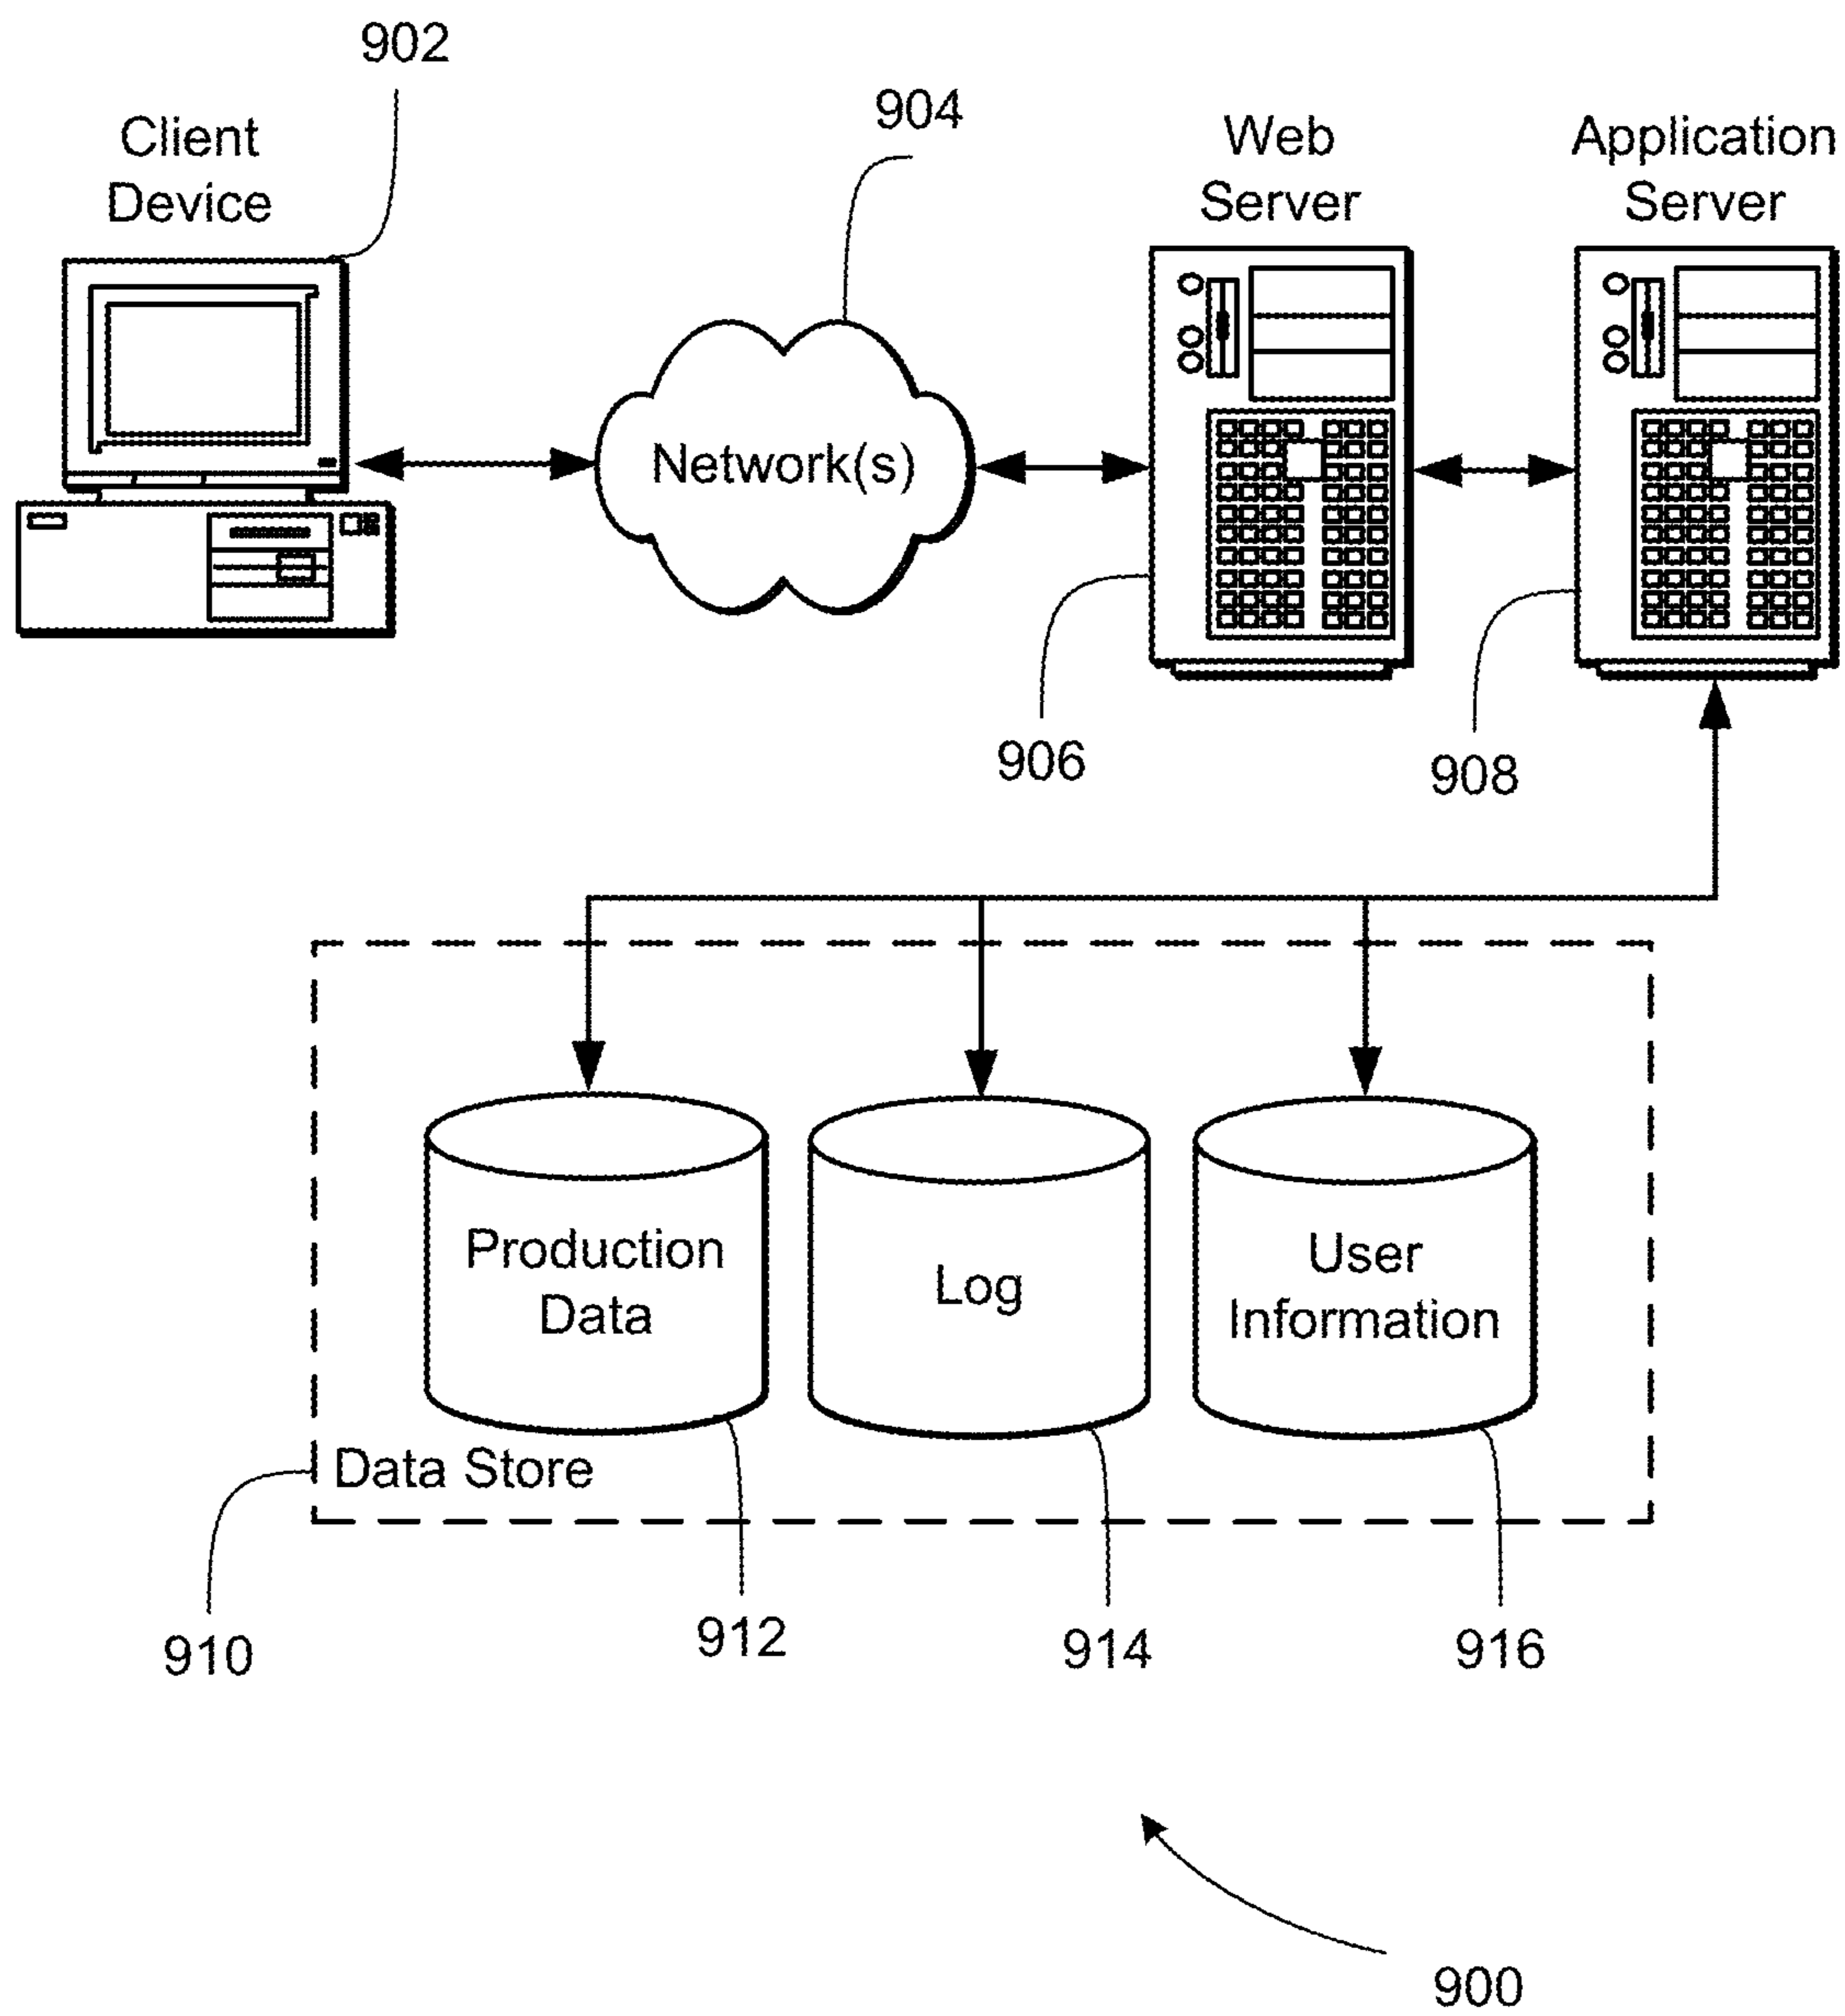 902
904
Client
Device
Web
Server
Application
Server
Network(s)
906
908
Production
Data
Log
User
Information
Data Store
910
912
914
916
900